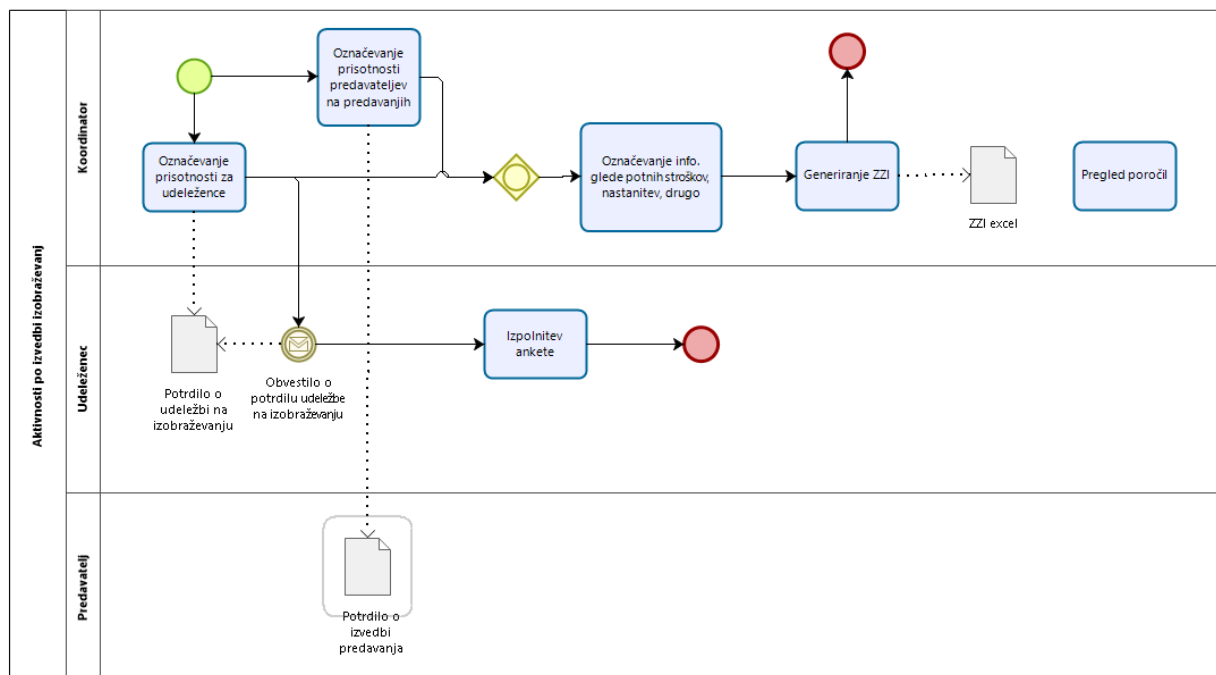 Aktivnosti po izvedbi izobraževanj
Koordinator
Označevanje
prisotnosti
predavateljev
na predavanjih
Označevanje
prisotnosti za
udeležence
Označevanje info.
glede potnih stroškov,
nastanitev, drugo
Generiranje ZZI
ZZI excel
Pregled poročil
Udeleženec
Potrdilo o
udeležbi na
izobraževanju
Obvestilo o
potrdilu udeležbe
na izobraževanju
Izpolnitev
ankete
Predavatelj
Potrdilo o
izvedbi
predavanja